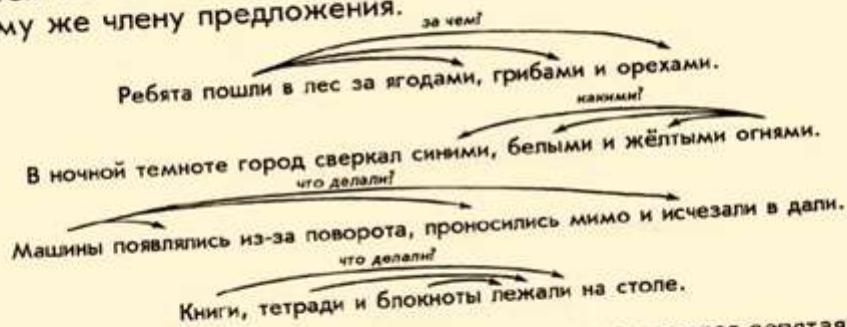 му же члену предложения.
за чем?
Ребята пошли в лес за ягодами, грибами и орехами.
какими?
В ночной темноте город сверкал синими, белыми и жёлтыми огнями.
что делали?
Машины появлялись из-за поворота, проносились мимо и исчезали в дали.
что делали?
Книги, тетради и блокноты лежали на столе.